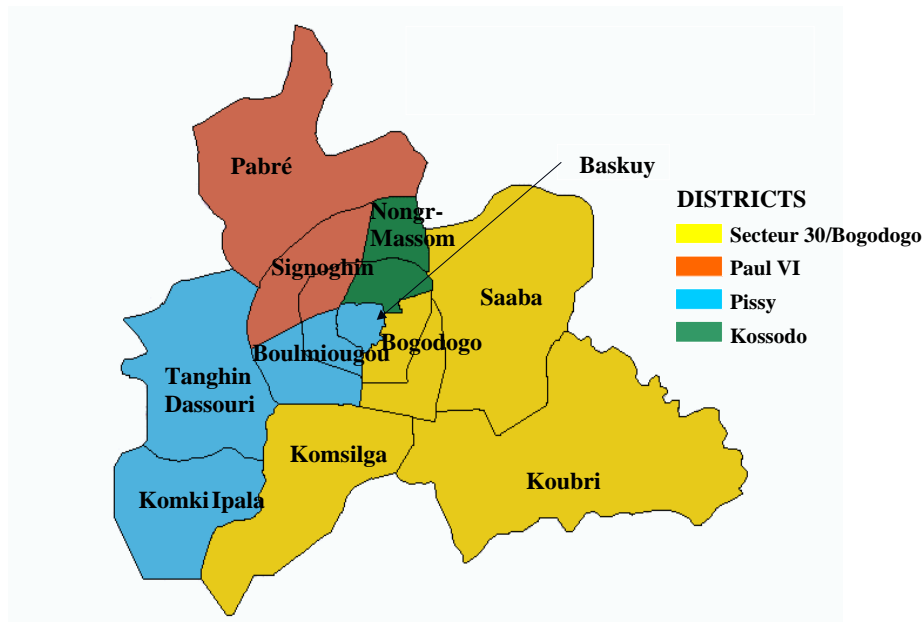 Pabré
Baskuy
Nongr-
Massom
Signoghin
Saaba
Bogodogo
Boulmiougou
Tanghin
Dassouri
Komsilga
Koubri
Komki Ipala
DISTRICTS
Secteur 30/Bogodogo
Paul VI
Pissy
Kossodo